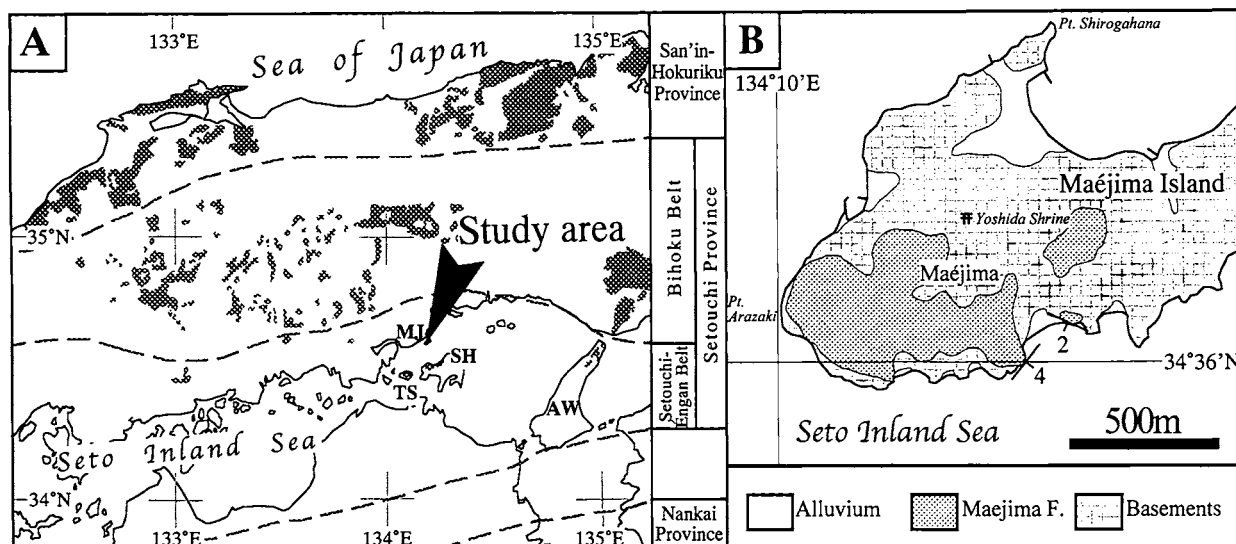 A
133°E
135°E
Sea of Japan
35°N
Study area
MJ
SH
TS
AW
Seto Inland Sea
34°N
133°E
134°E
135°E
San'in-
Hokuriku
Province
Bihoku Belt
Setouchi Province
Setouchi-
Engan Belt
Nankai
Province
B
Pt. Shirogahana
134°10'E
Maéjima Island
Yoshida Shrine
Maéjima
Pt.
Arazaki
2
4
34°36'N
Seto Inland Sea
500m
Alluvium
Maejima F.
Basements